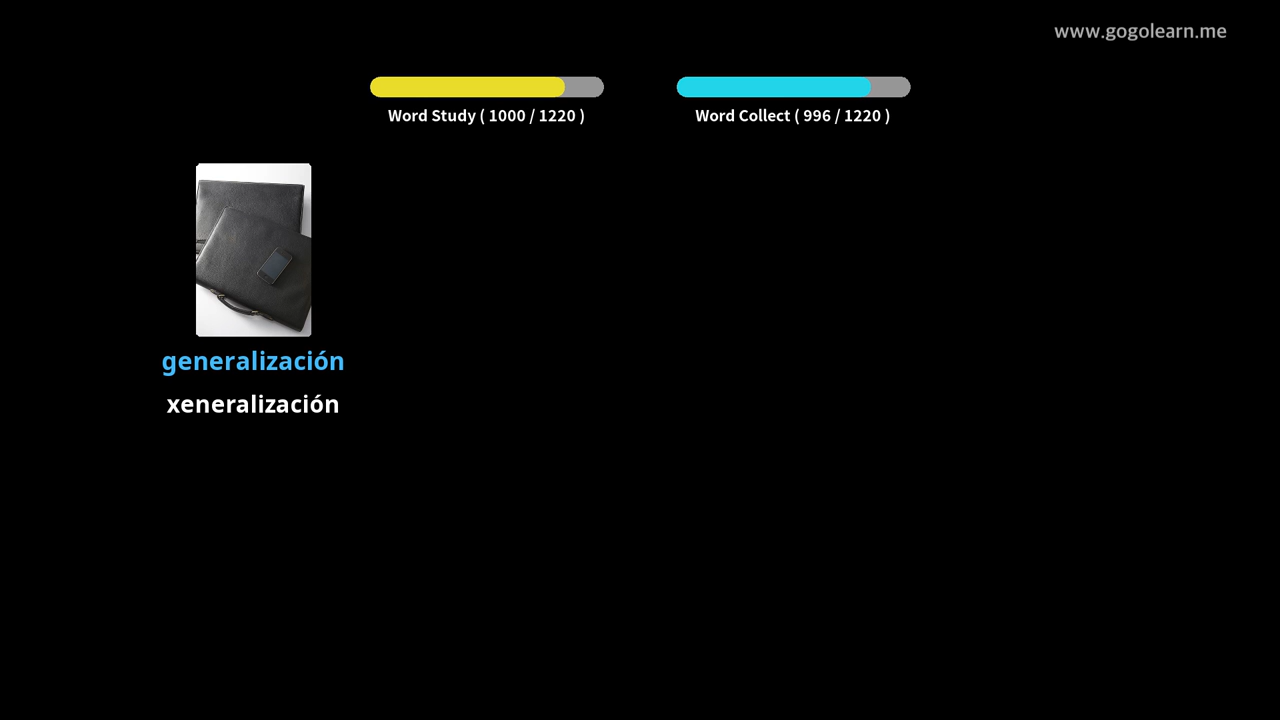 www.gogolearn.me
Word Study ( 1000 / 1220 )
Word Collect ( 996 / 1220 )
generalización
xeneralización